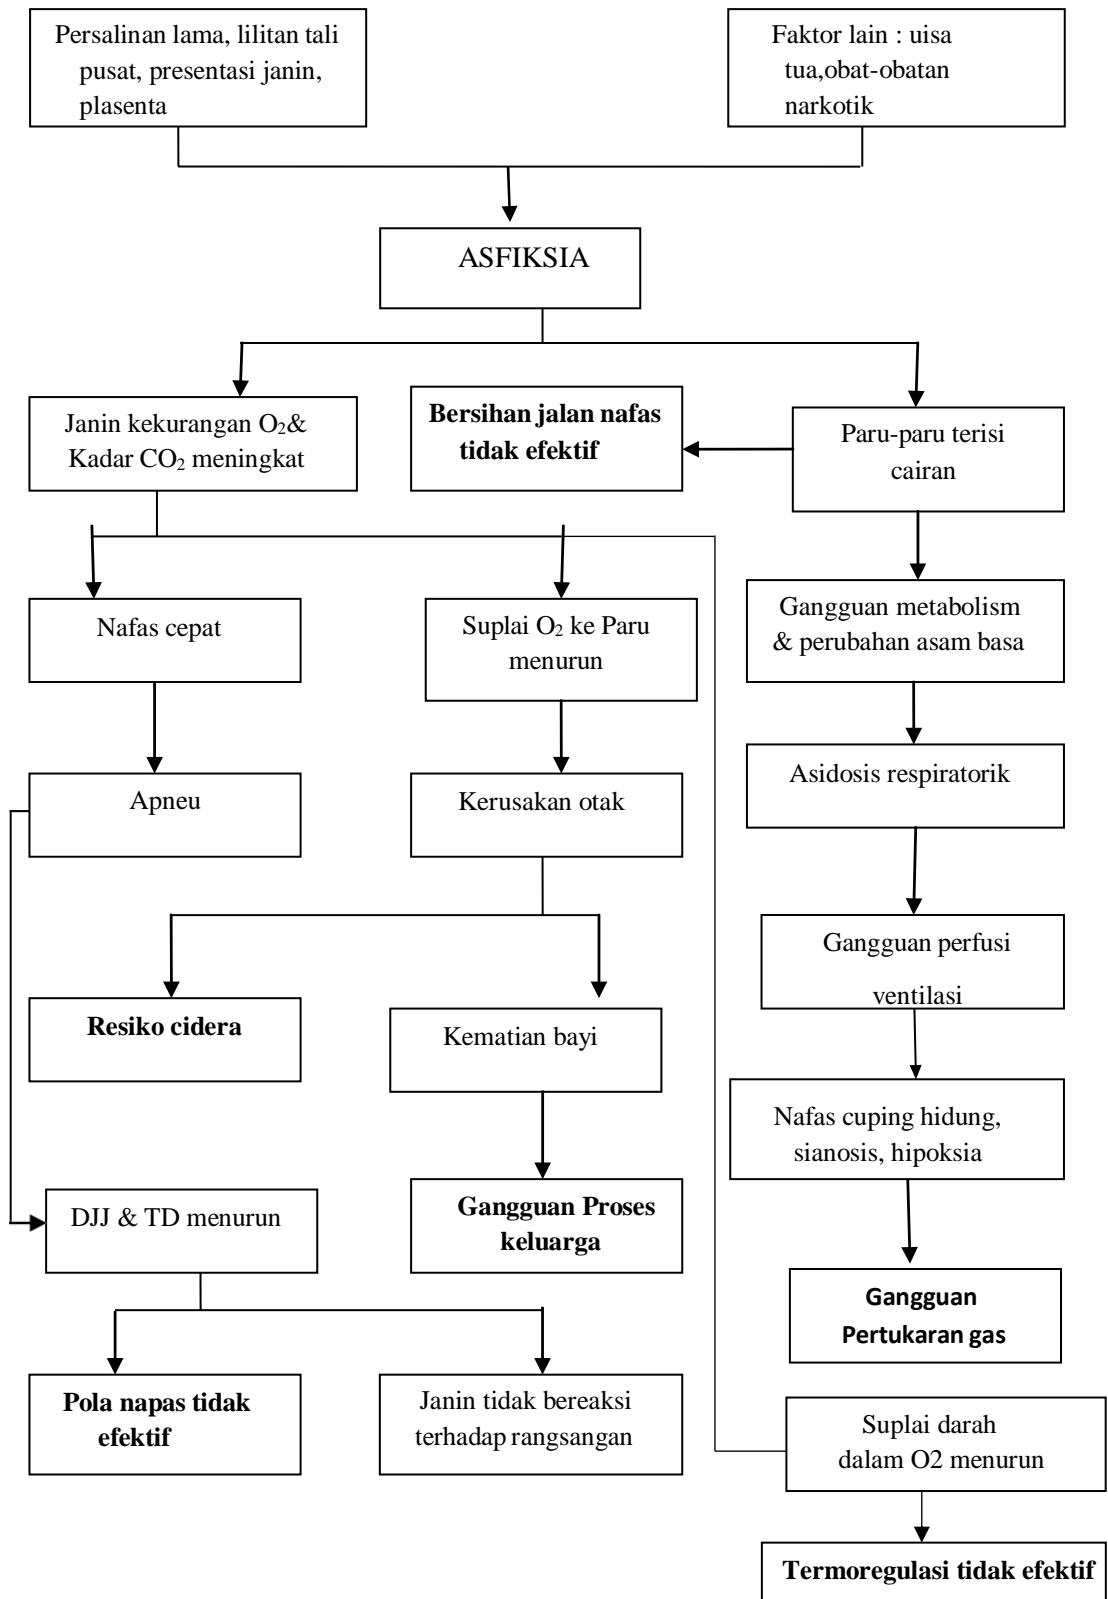 Persalinan lama, lilitan tali
pusat, presentasi janin,
plasenta
Faktor lain : uisa
tua,obat-obatan
narkotik
ASFIKSIA
Janin kekurangan O₂&
Kadar CO₂ meningkat
Bersihan jalan nafas
tidak efektif
Paru-paru terisi
cairan
Nafas cepat
Suplai O₂ ke Paru
menurun
Gangguan metabolism
& perubahan asam basa
Apneu
Kerusakan otak
Asidosis respiratorik
Gangguan perfusi
ventilasi
Resiko cidera
Kematian bayi
Nafas cuping hidung,
sianosis, hipoksia
DJJ & TD menurun
Gangguan Proses
keluarga
Gangguan
Pertukaran gas
Pola napas tidak
efektif
Janin tidak bereaksi
terhadap rangsangan
Suplai darah
dalam O2 menurun
Termoregulasi tidak efektif